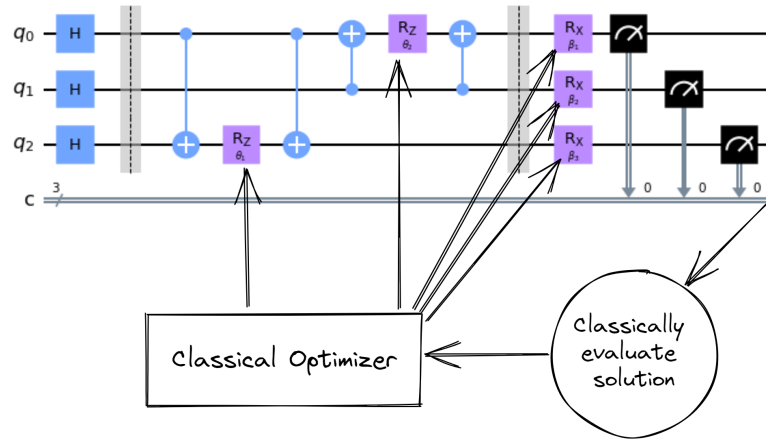 q0 H RZ θ2 RX β1
q1 H RX β2
q2 H RZ θ1 RX β3
c 3 0 0 0
Classical Optimizer
Classically
evaluate
solution